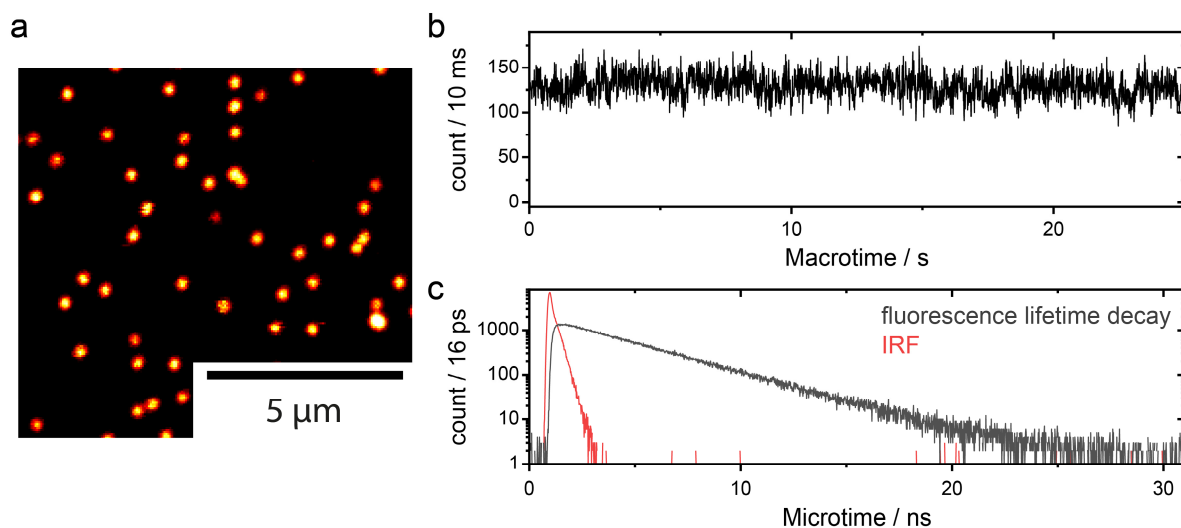 a
5 μm
b
count / 10 ms
150
100
50
0
0
10
20
Macrotime / s
c
count / 16 ps
1000
100
10
1
fluorescence lifetime decay
IRF
0
10
20
30
Microtime / ns